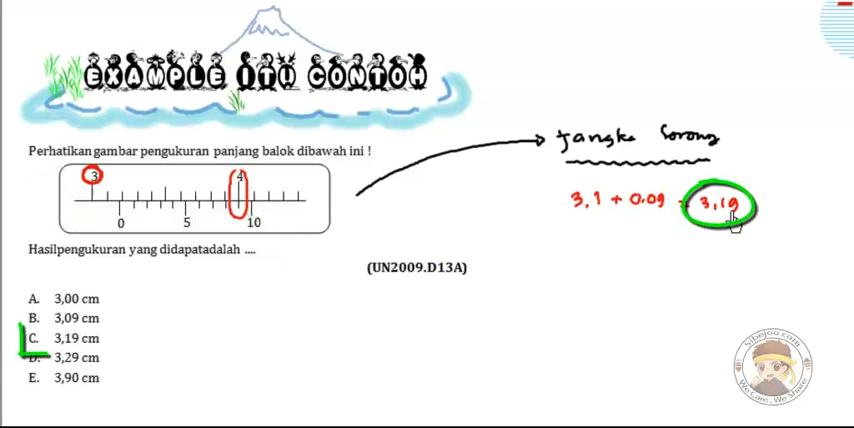 EXAMPLE ITU CONTOH
Perhatikan gambar pengukuran panjang balok dibawah ini !
3 4
0 5 10
Jangka Sorong
3,1 + 0,09 = 3,19
Hasilpengukuran yang didapatadalah ....
(UN2009.D13A)
A. 3,00 cm
B. 3,09 cm
C. 3,19 cm
D. 3,29 cm
E. 3,90 cm
Sibejoo.com
We Care, We Share